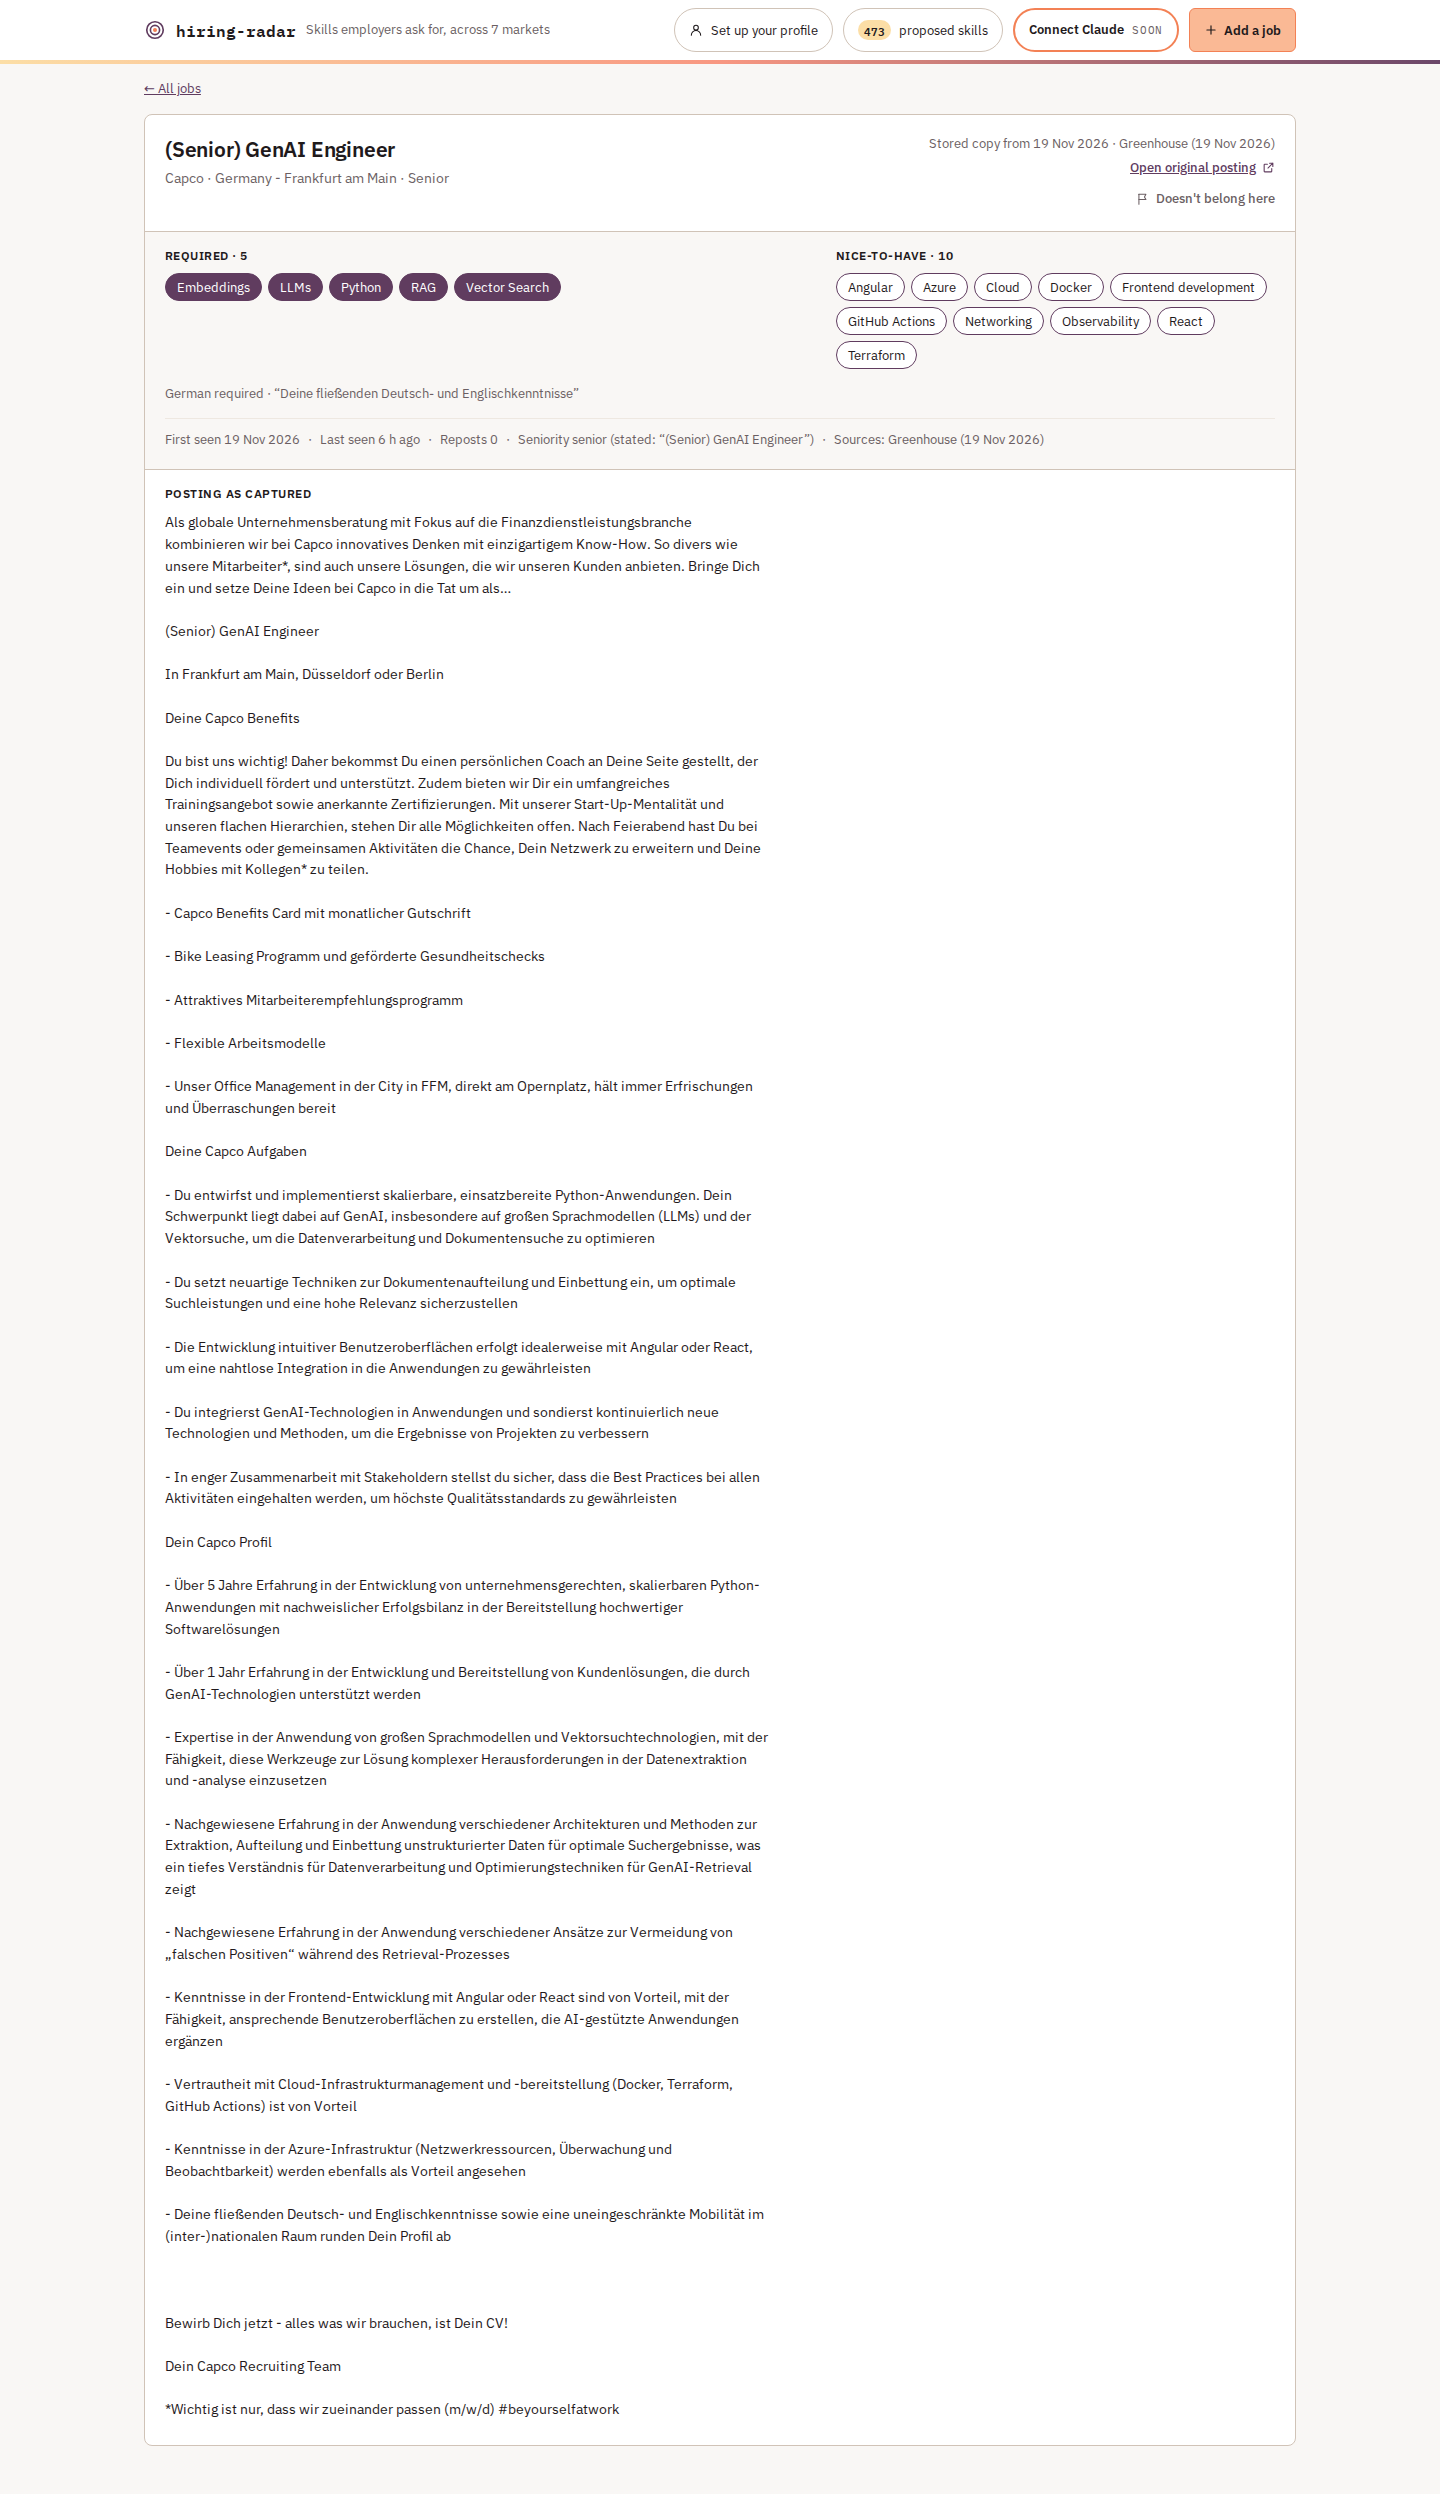 hiring-radar Skills employers ask for, across 7 markets Set up your profile 473 proposed skills Connect Claude SOON + Add a job
← All jobs
(Senior) GenAI Engineer
Capco · Germany - Frankfurt am Main · Senior
Stored copy from 19 Nov 2026 · Greenhouse (19 Nov 2026)
Open original posting
Doesn't belong here
REQUIRED · 5
Embeddings LLMs Python RAG Vector Search
NICE-TO-HAVE · 10
Angular Azure Cloud Docker Frontend development
GitHub Actions Networking Observability React
Terraform
German required · “Deine fließenden Deutsch- und Englischkenntnisse”
First seen 19 Nov 2026 · Last seen 6 h ago · Reposts 0 · Seniority senior (stated: “(Senior) GenAI Engineer”) · Sources: Greenhouse (19 Nov 2026)
POSTING AS CAPTURED
Als globale Unternehmensberatung mit Fokus auf die Finanzdienstleistungsbranche
kombinieren wir bei Capco innovatives Denken mit einzigartigem Know-How. So divers wie
unsere Mitarbeiter*, sind auch unsere Lösungen, die wir unseren Kunden anbieten. Bringe Dich
ein und setze Deine Ideen bei Capco in die Tat um als...
(Senior) GenAI Engineer
In Frankfurt am Main, Düsseldorf oder Berlin
Deine Capco Benefits
Du bist uns wichtig! Daher bekommst Du einen persönlichen Coach an Deine Seite gestellt, der
Dich individuell fördert und unterstützt. Zudem bieten wir Dir ein umfangreiches
Trainingsangebot sowie anerkannte Zertifizierungen. Mit unserer Start-Up-Mentalität und
unseren flachen Hierarchien, stehen Dir alle Möglichkeiten offen. Nach Feierabend hast Du bei
Teamevents oder gemeinsamen Aktivitäten die Chance, Dein Netzwerk zu erweitern und Deine
Hobbies mit Kollegen* zu teilen.
- Capco Benefits Card mit monatlicher Gutschrift
- Bike Leasing Programm und geförderte Gesundheitschecks
- Attraktives Mitarbeiterempfehlungsprogramm
- Flexible Arbeitsmodelle
- Unser Office Management in der City in FFM, direkt am Opernplatz, hält immer Erfrischungen
und Überraschungen bereit
Deine Capco Aufgaben
- Du entwirfst und implementierst skalierbare, einsatzbereite Python-Anwendungen. Dein
Schwerpunkt liegt dabei auf GenAI, insbesondere auf großen Sprachmodellen (LLMs) und der
Vektorsuche, um die Datenverarbeitung und Dokumentensuche zu optimieren
- Du setzt neuartige Techniken zur Dokumentenaufteilung und Einbettung ein, um optimale
Suchleistungen und eine hohe Relevanz sicherzustellen
- Die Entwicklung intuitiver Benutzeroberflächen erfolgt idealerweise mit Angular oder React,
um eine nahtlose Integration in die Anwendungen zu gewährleisten
- Du integrierst GenAI-Technologien in Anwendungen und sondierst kontinuierlich neue
Technologien und Methoden, um die Ergebnisse von Projekten zu verbessern
- In enger Zusammenarbeit mit Stakeholdern stellst du sicher, dass die Best Practices bei allen
Aktivitäten eingehalten werden, um höchste Qualitätsstandards zu gewährleisten
Dein Capco Profil
- Über 5 Jahre Erfahrung in der Entwicklung von unternehmensgerechten, skalierbaren Python-
Anwendungen mit nachweislicher Erfolgsbilanz in der Bereitstellung hochwertiger
Softwarelösungen
- Über 1 Jahr Erfahrung in der Entwicklung und Bereitstellung von Kundenlösungen, die durch
GenAI-Technologien unterstützt werden
- Expertise in der Anwendung von großen Sprachmodellen und Vektorsuchtechnologien, mit der
Fähigkeit, diese Werkzeuge zur Lösung komplexer Herausforderungen in der Datenextraktion
und -analyse einzusetzen
- Nachgewiesene Erfahrung in der Anwendung verschiedener Architekturen und Methoden zur
Extraktion, Aufteilung und Einbettung unstrukturierter Daten für optimale Suchergebnisse, was
ein tiefes Verständnis für Datenverarbeitung und Optimierungstechniken für GenAI-Retrieval
zeigt
- Nachgewiesene Erfahrung in der Anwendung verschiedener Ansätze zur Vermeidung von
„falschen Positiven“ während des Retrieval-Prozesses
- Kenntnisse in der Frontend-Entwicklung mit Angular oder React sind von Vorteil, mit der
Fähigkeit, ansprechende Benutzeroberflächen zu erstellen, die AI-gestützte Anwendungen
ergänzen
- Vertrautheit mit Cloud-Infrastrukturmanagement und -bereitstellung (Docker, Terraform,
GitHub Actions) ist von Vorteil
- Kenntnisse in der Azure-Infrastruktur (Netzwerkressourcen, Überwachung und
Beobachtbarkeit) werden ebenfalls als Vorteil angesehen
- Deine fließenden Deutsch- und Englischkenntnisse sowie eine uneingeschränkte Mobilität im
(inter-)nationalen Raum runden Dein Profil ab
Bewirb Dich jetzt - alles was wir brauchen, ist Dein CV!
Dein Capco Recruiting Team
*Wichtig ist nur, dass wir zueinander passen (m/w/d) #beyourselfatwork